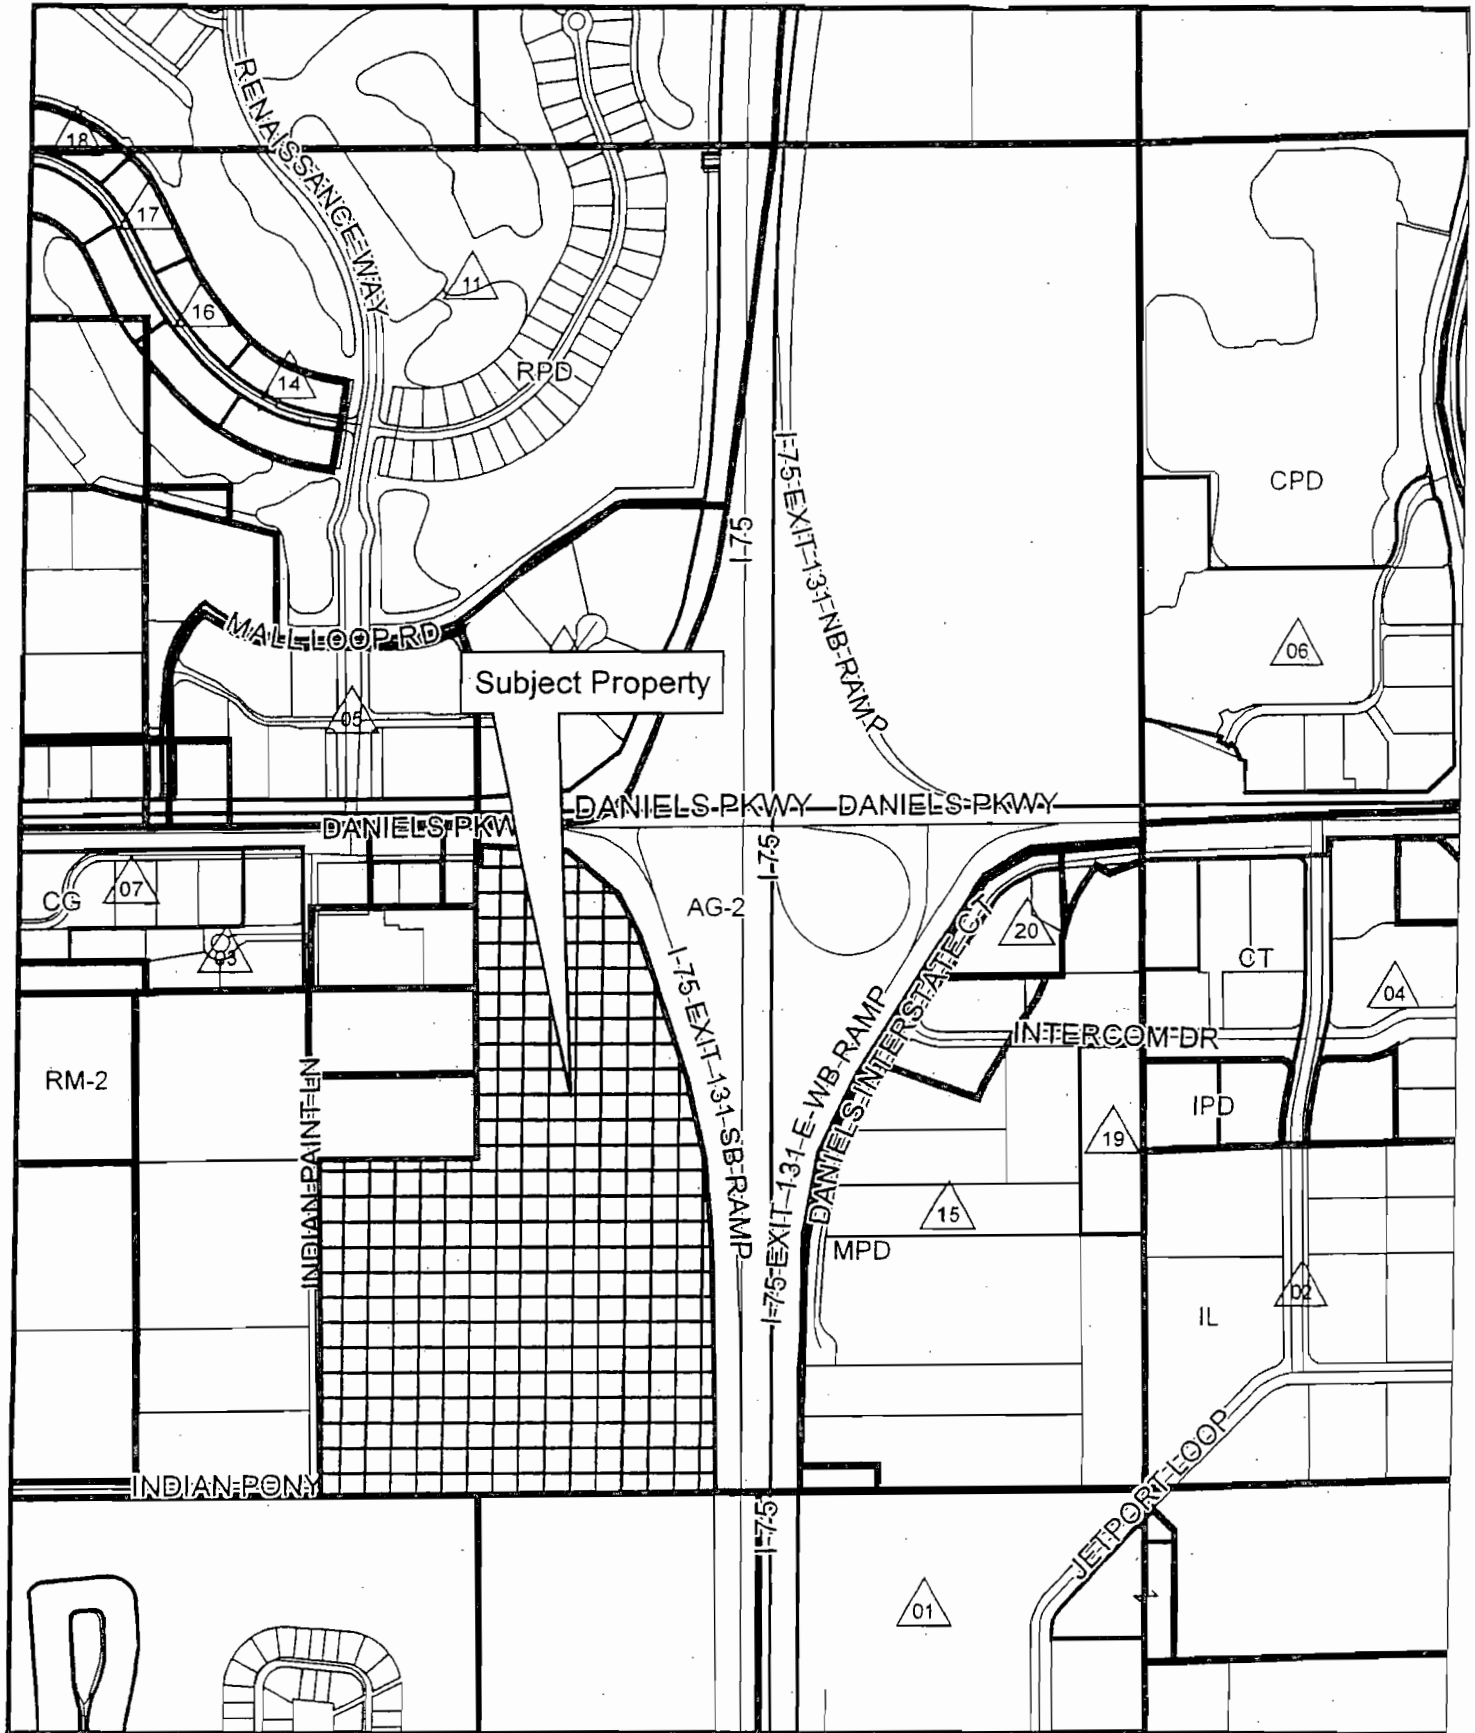 RENAISSANCE WAY
18
17
11
16
RPD
14
I-75
I-75 EXIT 131 NB RAMP
CPD
MALL LOOP RD
06
Subject Property
05
DANIELS PKWY
DANIELS PKWY
DANIELS PKW
I-75
CG
07
AG-2
20
CT
04
I-75 EXIT 131 SB RAMP
I-75 EXIT 131 E-WB RAMP
DANIELS INTERSTATE CT
INTERCOM DR
RM-2
INDIAN PAINT LN
IPD
19
15
MPD
02
IL
INDIAN PONY
I-75
JETPORT LOOP
01